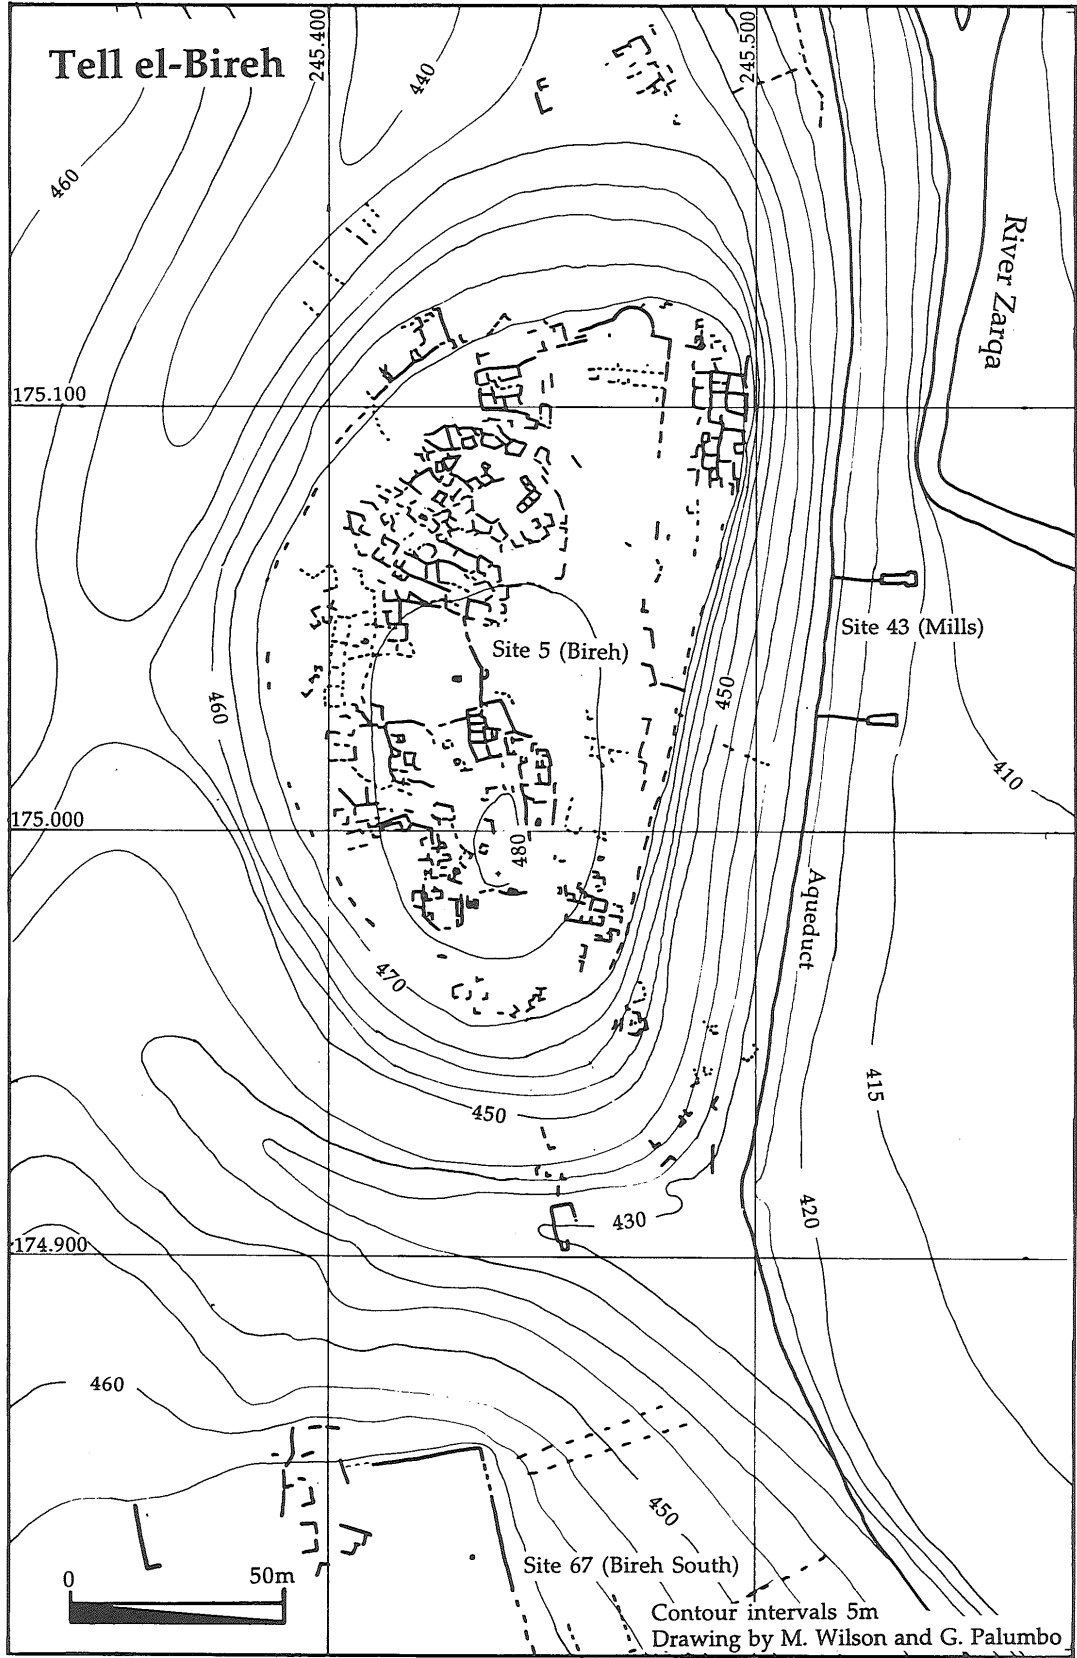 Tell el-Bireh
245.400
440
245.500
460
River Zarqa
175.100
Site 43 (Mills)
Site 5 (Bireh)
460
450
410
175.000
480
Aqueduct
470
415
450
420
430
174.900
460
450
Site 67 (Bireh South)
0 50m
Contour intervals 5m
Drawing by M. Wilson and G. Palumbo